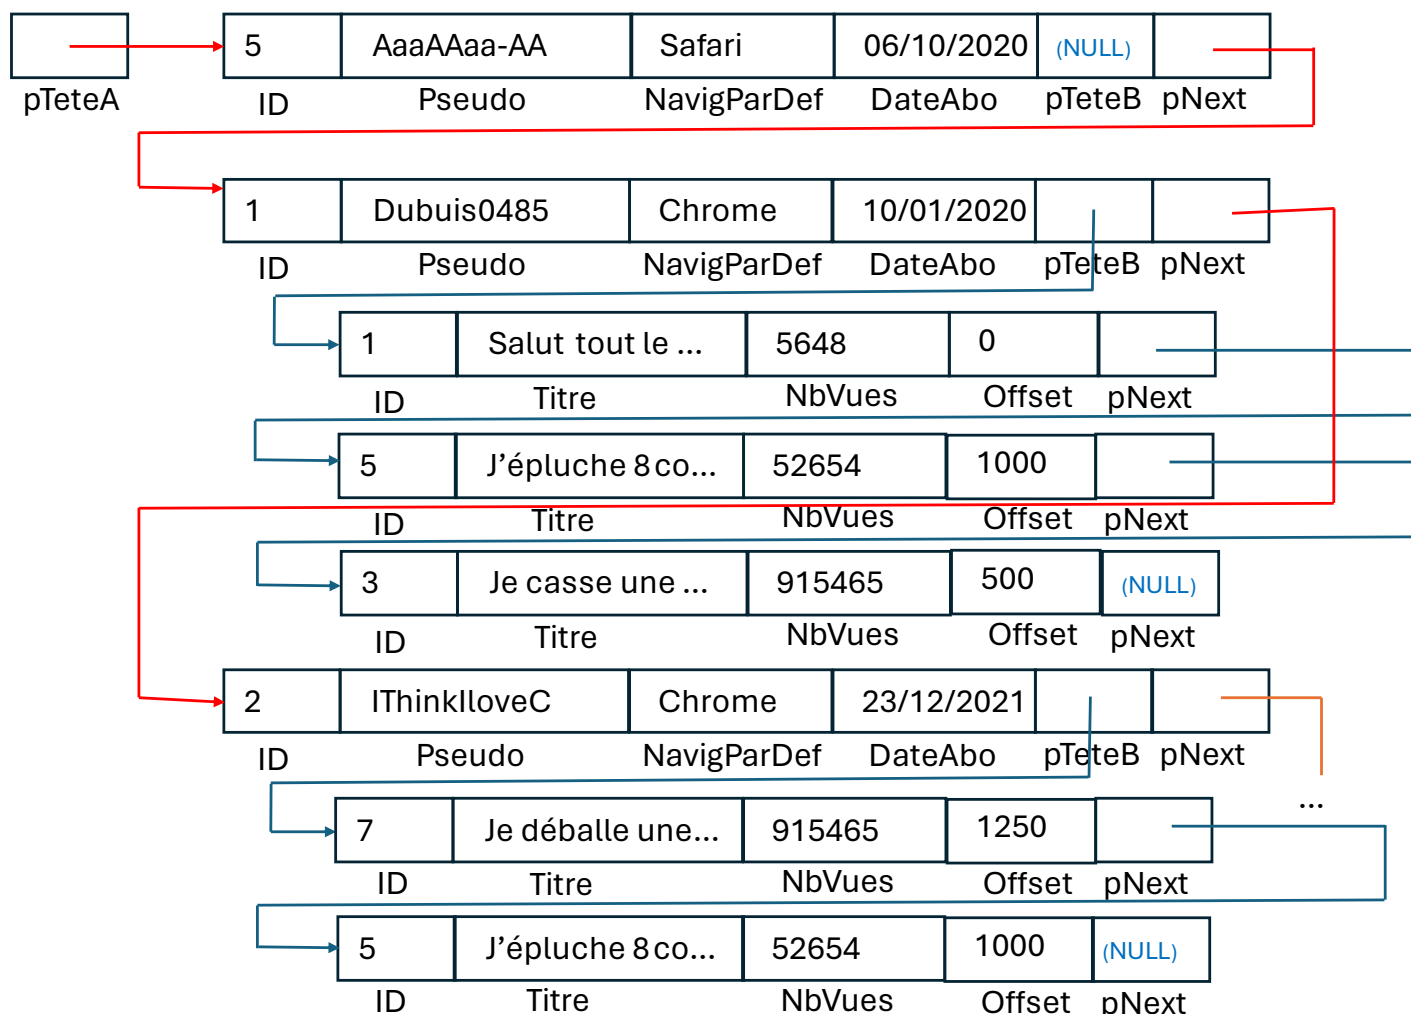 5 AaaAAaa-AA Safari 06/10/2020 (NULL)
pTeteA ID Pseudo NavigParDef DateAbo pTeteB pNext
1 Dubuis0485 Chrome 10/01/2020
ID Pseudo NavigParDef DateAbo pTeteB pNext
1 Salut tout le ... 5648 0
ID Titre NbVues Offset pNext
5 J'épluche 8 co... 52654 1000
ID Titre NbVues Offset pNext
3 Je casse une ... 915465 500 (NULL)
ID Titre NbVues Offset pNext
2 IThinkIloveC Chrome 23/12/2021
ID Pseudo NavigParDef DateAbo pTeteB pNext
...
7 Je déballe une... 915465 1250
ID Titre NbVues Offset pNext
5 J'épluche 8 co... 52654 1000 (NULL)
ID Titre NbVues Offset pNext